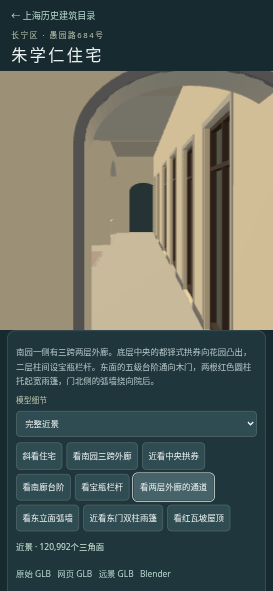 ← 上海历史建筑目录
长宁区 · 愚园路684号
朱学仁住宅
南园一侧有三跨两层外廊。底层中央的都铎式拱券向花园凸出，
二层柱间设宝瓶栏杆。东面的五级台阶通向木门，两根红色圆柱
托起宽雨篷，门北侧的弧墙绕向院后。
模型细节
完整近景
斜看住宅 看南园三跨外廊 近看中央拱券
看南廊台阶 看宝瓶栏杆 看两层外廊的通道
看东立面弧墙 近看东门双柱雨篷 看红瓦坡屋顶
近景 · 120,992个三角面
原始 GLB 网页 GLB 远景 GLB Blender